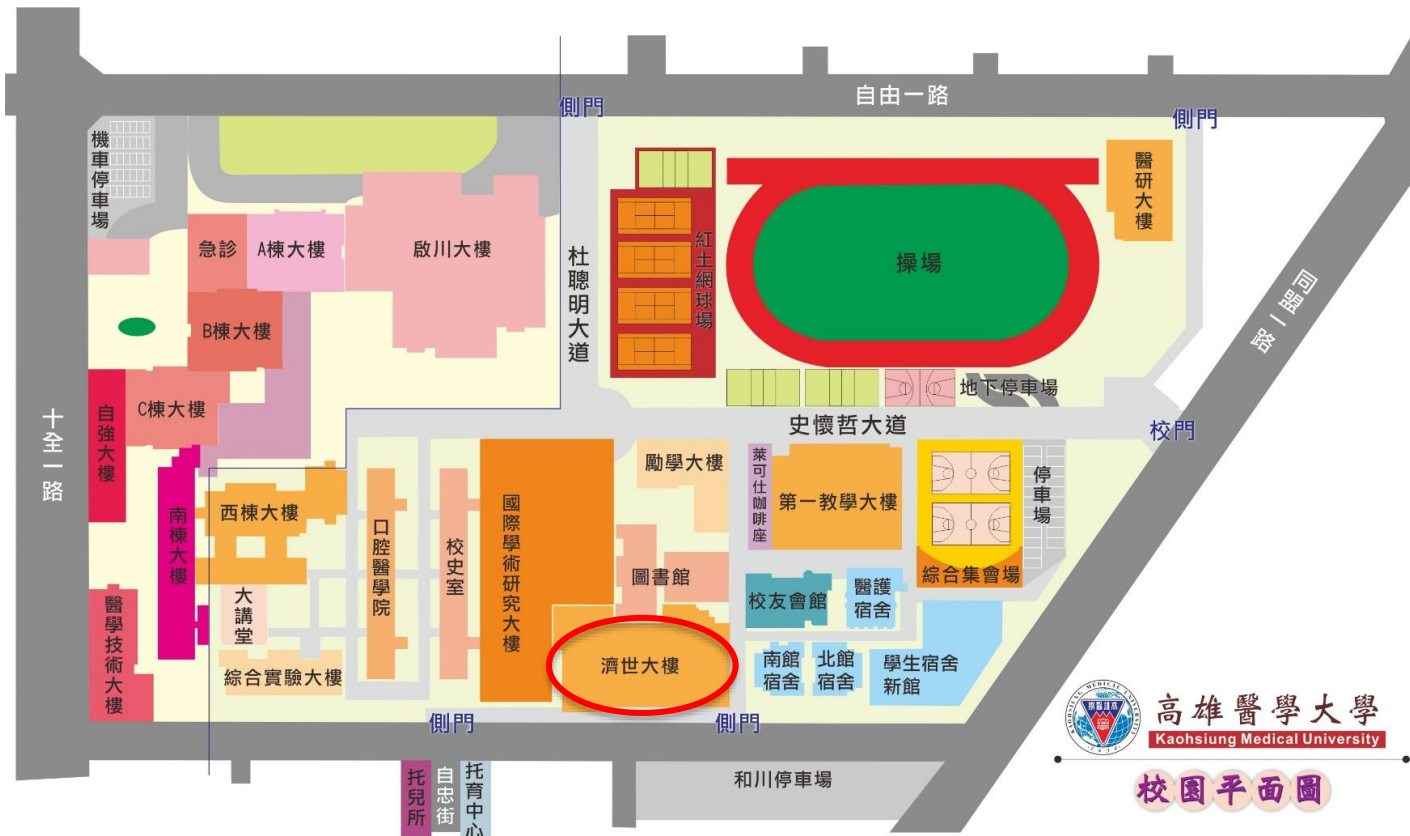 自由一路
側門
側門
機車停車場
醫研大樓
急診
A棟大樓
啟川大樓
杜聰明大道
紅土網球場
操場
同盟一路
B棟大樓
十全一路
自強大樓
C棟大樓
地下停車場
史懷哲大道
校門
南棟大樓
西棟大樓
口腔醫學院
校史室
國際學術研究大樓
勵學大樓
萊可仕咖啡座
第一教學大樓
停車場
綜合集會場
圖書館
校友會館
醫護
宿舍
醫學技術大樓
大講堂
綜合實驗大樓
濟世大樓
南館
宿舍
北館
宿舍
學生宿舍
新館
側門
側門
托兒所
自忠街
托育中心
和川停車場
高雄醫學大學
Kaohsiung Medical University
校園平面圖